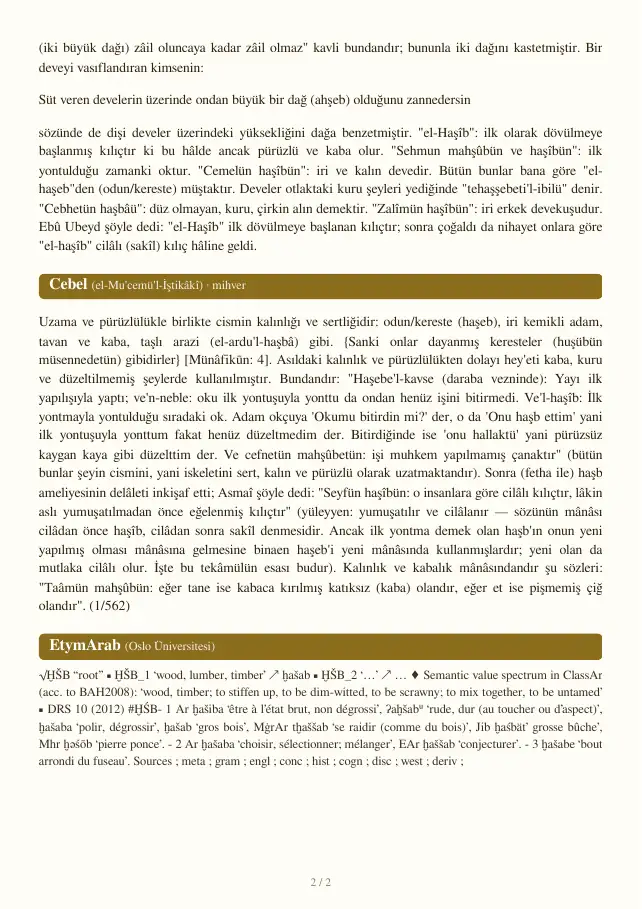 (iki büyük dağı) zâil oluncaya kadar zâil olmaz" kavli bundandır; bununla iki dağını kastetmiştir. Bir
deveyi vasıflandıran kimsenin:
Süt veren develerin üzerinde ondan büyük bir dağ (ahşeb) olduğunu zannedersin
sözünde de dişi develer üzerindeki yüksekliğini dağa benzetmiştir. "el-Haşîb": ilk olarak dövülmeye
başlanmış kılıçtır ki bu hâlde ancak pürüzlü ve kaba olur. "Sehmun mahşûbün ve haşîbün": ilk
yontulduğu zamanki oktur. "Cemelün haşîbün": iri ve kalın devedir. Bütün bunlar bana göre "el-
haşeb"den (odun/kereste) müştaktır. Develer otlaktaki kuru şeyleri yediğinde "tehaşşebeti'l-ibilü" denir.
"Cebhetün haşbâü": düz olmayan, kuru, çirkin alın demektir. "Zalîmün haşîbün": iri erkek devekuşudur.
Ebû Ubeyd şöyle dedi: "el-Haşîb" ilk dövülmeye başlanan kılıçtır; sonra çoğaldı da nihayet onlara göre
"el-haşîb" cilâlı (sakîl) kılıç hâline geldi.
Cebel (el-Mu'cemü'l-İştikâkî) · mihver
Uzama ve pürüzlülükle birlikte cismin kalınlığı ve sertliğidir: odun/kereste (haşeb), iri kemikli adam,
tavan ve kaba, taşlı arazi (el-ardu'l-haşbâ) gibi. {Sanki onlar dayanmış keresteler (huşübün
müsennedetün) gibidirler} [Münâfikūn: 4]. Asıldaki kalınlık ve pürüzlülükten dolayı hey'eti kaba, kuru
ve düzeltilmemiş şeylerde kullanılmıştır. Bundandır: "Haşebe'l-kavse (daraba vezninde): Yayı ilk
yapılışıyla yaptı; ve'n-neble: oku ilk yontuşuyla yonttu da ondan henüz işini bitirmedi. Ve'l-haşîb: İlk
yontmayla yontulduğu sıradaki ok. Adam okçuya 'Okumu bitirdin mi?' der, o da 'Onu haşb ettim' yani
ilk yontuşuyla yonttum fakat henüz düzeltmedim der. Bitirdiğinde ise 'onu hallaktü' yani pürüzsüz
kaygan kaya gibi düzelttim der. Ve cefnetün mahşûbetün: işi muhkem yapılmamış çanaktır" (bütün
bunlar şeyin cismini, yani iskeletini sert, kalın ve pürüzlü olarak uzatmaktandır). Sonra (fetha ile) haşb
ameliyesinin delâleti inkişaf etti; Asmaî şöyle dedi: "Seyfün haşîbün: o insanlara göre cilâlı kılıçtır, lâkin
aslı yumuşatılmadan önce eğelenmiş kılıçtır" (yüleyyen: yumuşatılır ve cilâlanır — sözünün mânâsı
cilâdan önce haşîb, cilâdan sonra sakîl denmesidir. Ancak ilk yontma demek olan haşb'ın onun yeni
yapılmış olması mânâsına gelmesine binaen haşeb'i yeni mânâsında kullanmışlardır; yeni olan da
mutlaka cilâlı olur. İşte bu tekâmülün esası budur). Kalınlık ve kabalık mânâsındandır şu sözleri:
"Taâmün mahşûbün: eğer tane ise kabaca kırılmış katıksız (kaba) olandır, eğer et ise pişmemiş çiğ
olandır". (1/562)
EtymArab (Oslo Üniversitesi)
√ḪŠB “root” ▪ ḪŠB_1 ‘wood, lumber, timber’ ↗ ḫašab ▪ ḪŠB_2 ‘…’ ↗ … ♦ Semantic value spectrum in ClassAr
(acc. to BAH2008): ‘wood, timber; to stiffen up, to be dim-witted, to be scrawny; to mix together, to be untamed’
▪ DRS 10 (2012) #ḪŠB- 1 Ar ḫašiba ‘être à l’état brut, non dégrossi’, ʔaḫšabᵘ ‘rude, dur (au toucher ou d’aspect)’,
ḫašaba ‘polir, dégrossir’, ḫašab ‘gros bois’, MġrAr tḫaššab ‘se raidir (comme du bois)’, Jib ḫaśbät’ grosse bûche’,
Mhr ḫəśōb ‘pierre ponce’. - 2 Ar ḫašaba ‘choisir, sélectionner; mélanger’, EAr ḫaššab ‘conjecturer’. - 3 ḫašabe ‘bout
arrondi du fuseau’. Sources ; meta ; gram ; engl ; conc ; hist ; cogn ; disc ; west ; deriv ;
2 / 2